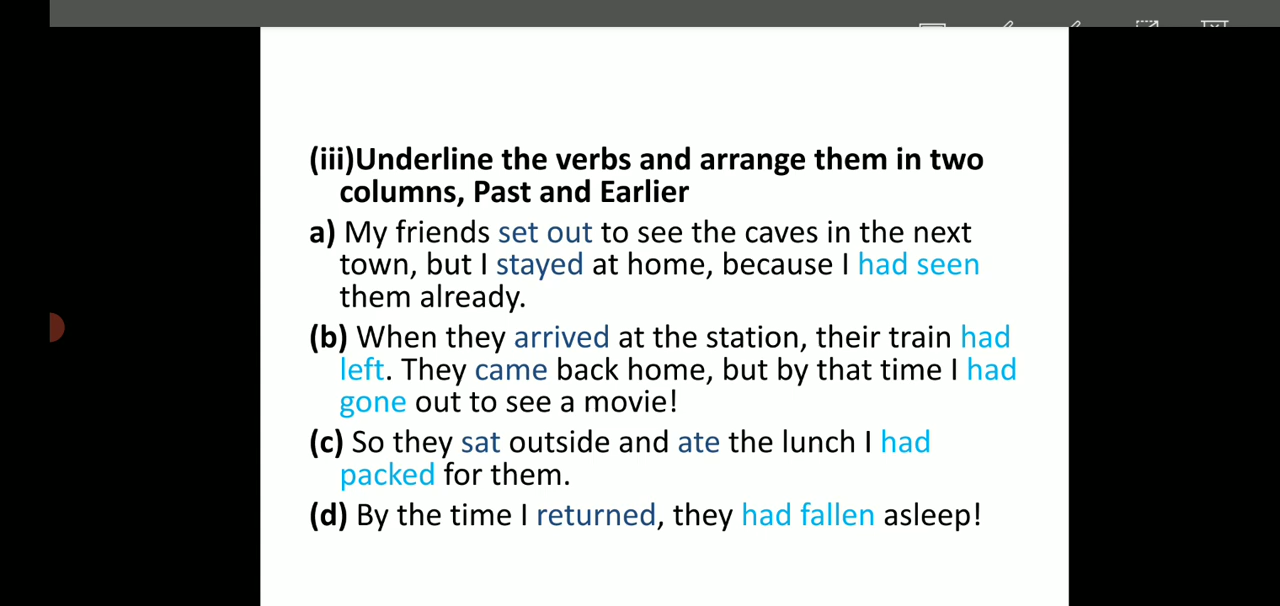 (iii)Underline the verbs and arrange them in two
columns, Past and Earlier
a) My friends set out to see the caves in the next
town, but I stayed at home, because I had seen
them already.
(b) When they arrived at the station, their train had
left. They came back home, but by that time I had
gone out to see a movie!
(c) So they sat outside and ate the lunch I had
packed for them.
(d) By the time I returned, they had fallen asleep!